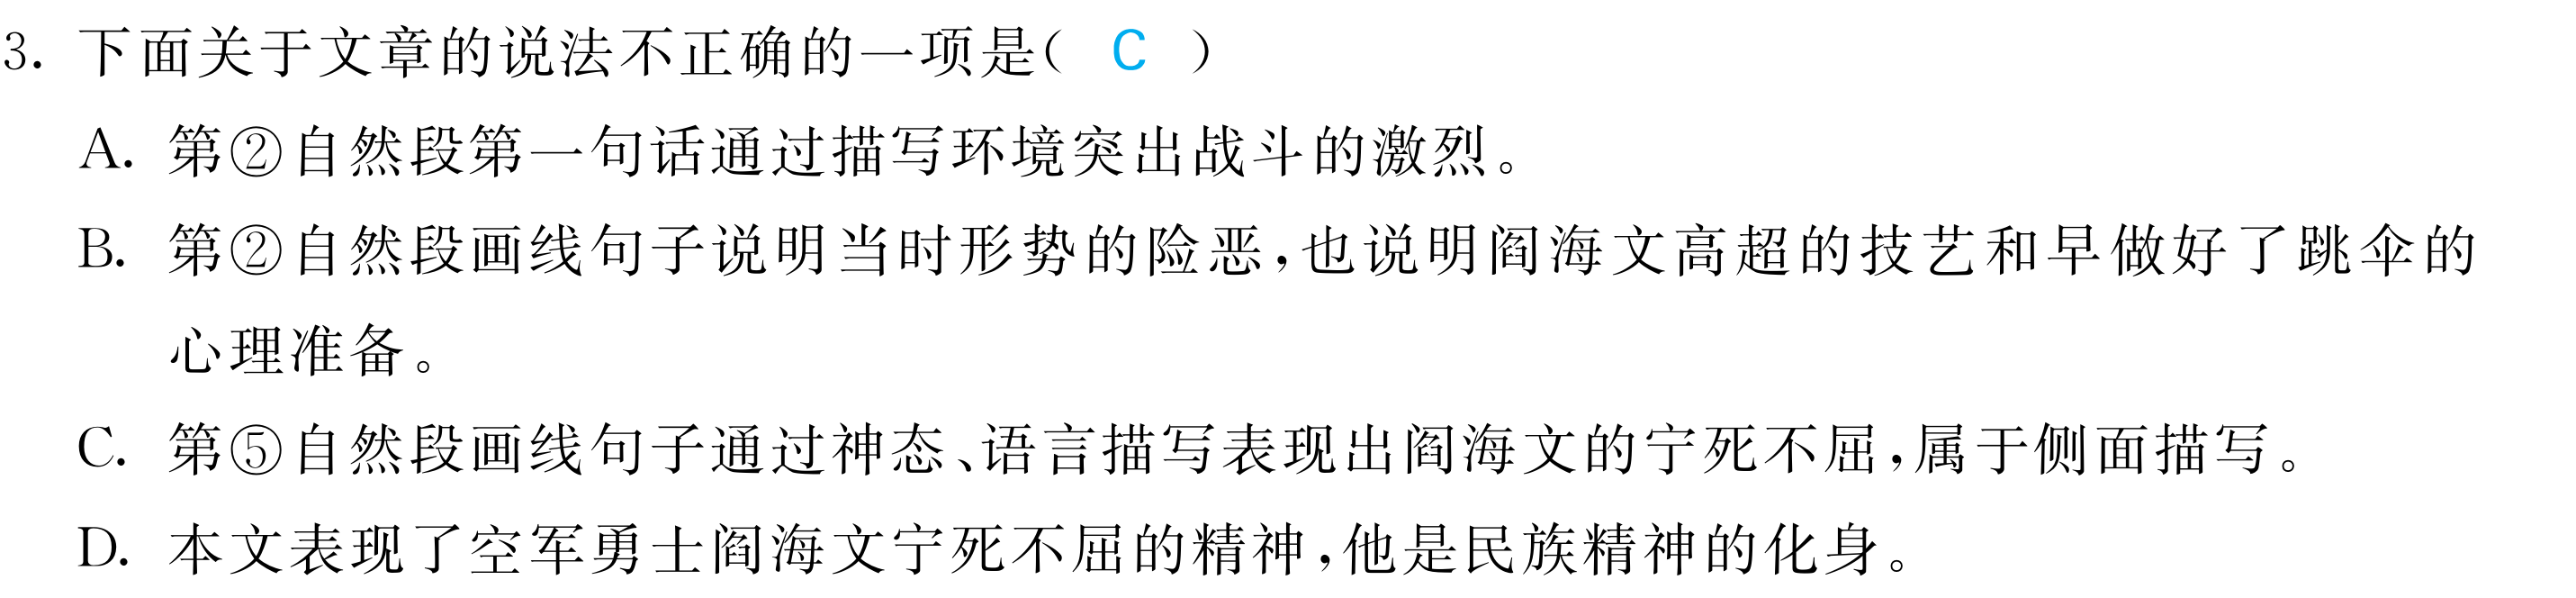 3. 下面关于文章的说法不正确的一项是( C )
A. 第②自然段第一句话通过描写环境突出战斗的激烈。
B. 第②自然段画线句子说明当时形势的险恶,也说明阎海文高超的技艺和早做好了跳伞的
心理准备。
C. 第⑤自然段画线句子通过神态、语言描写表现出阎海文的宁死不屈,属于侧面描写。
D. 本文表现了空军勇士阎海文宁死不屈的精神,他是民族精神的化身。